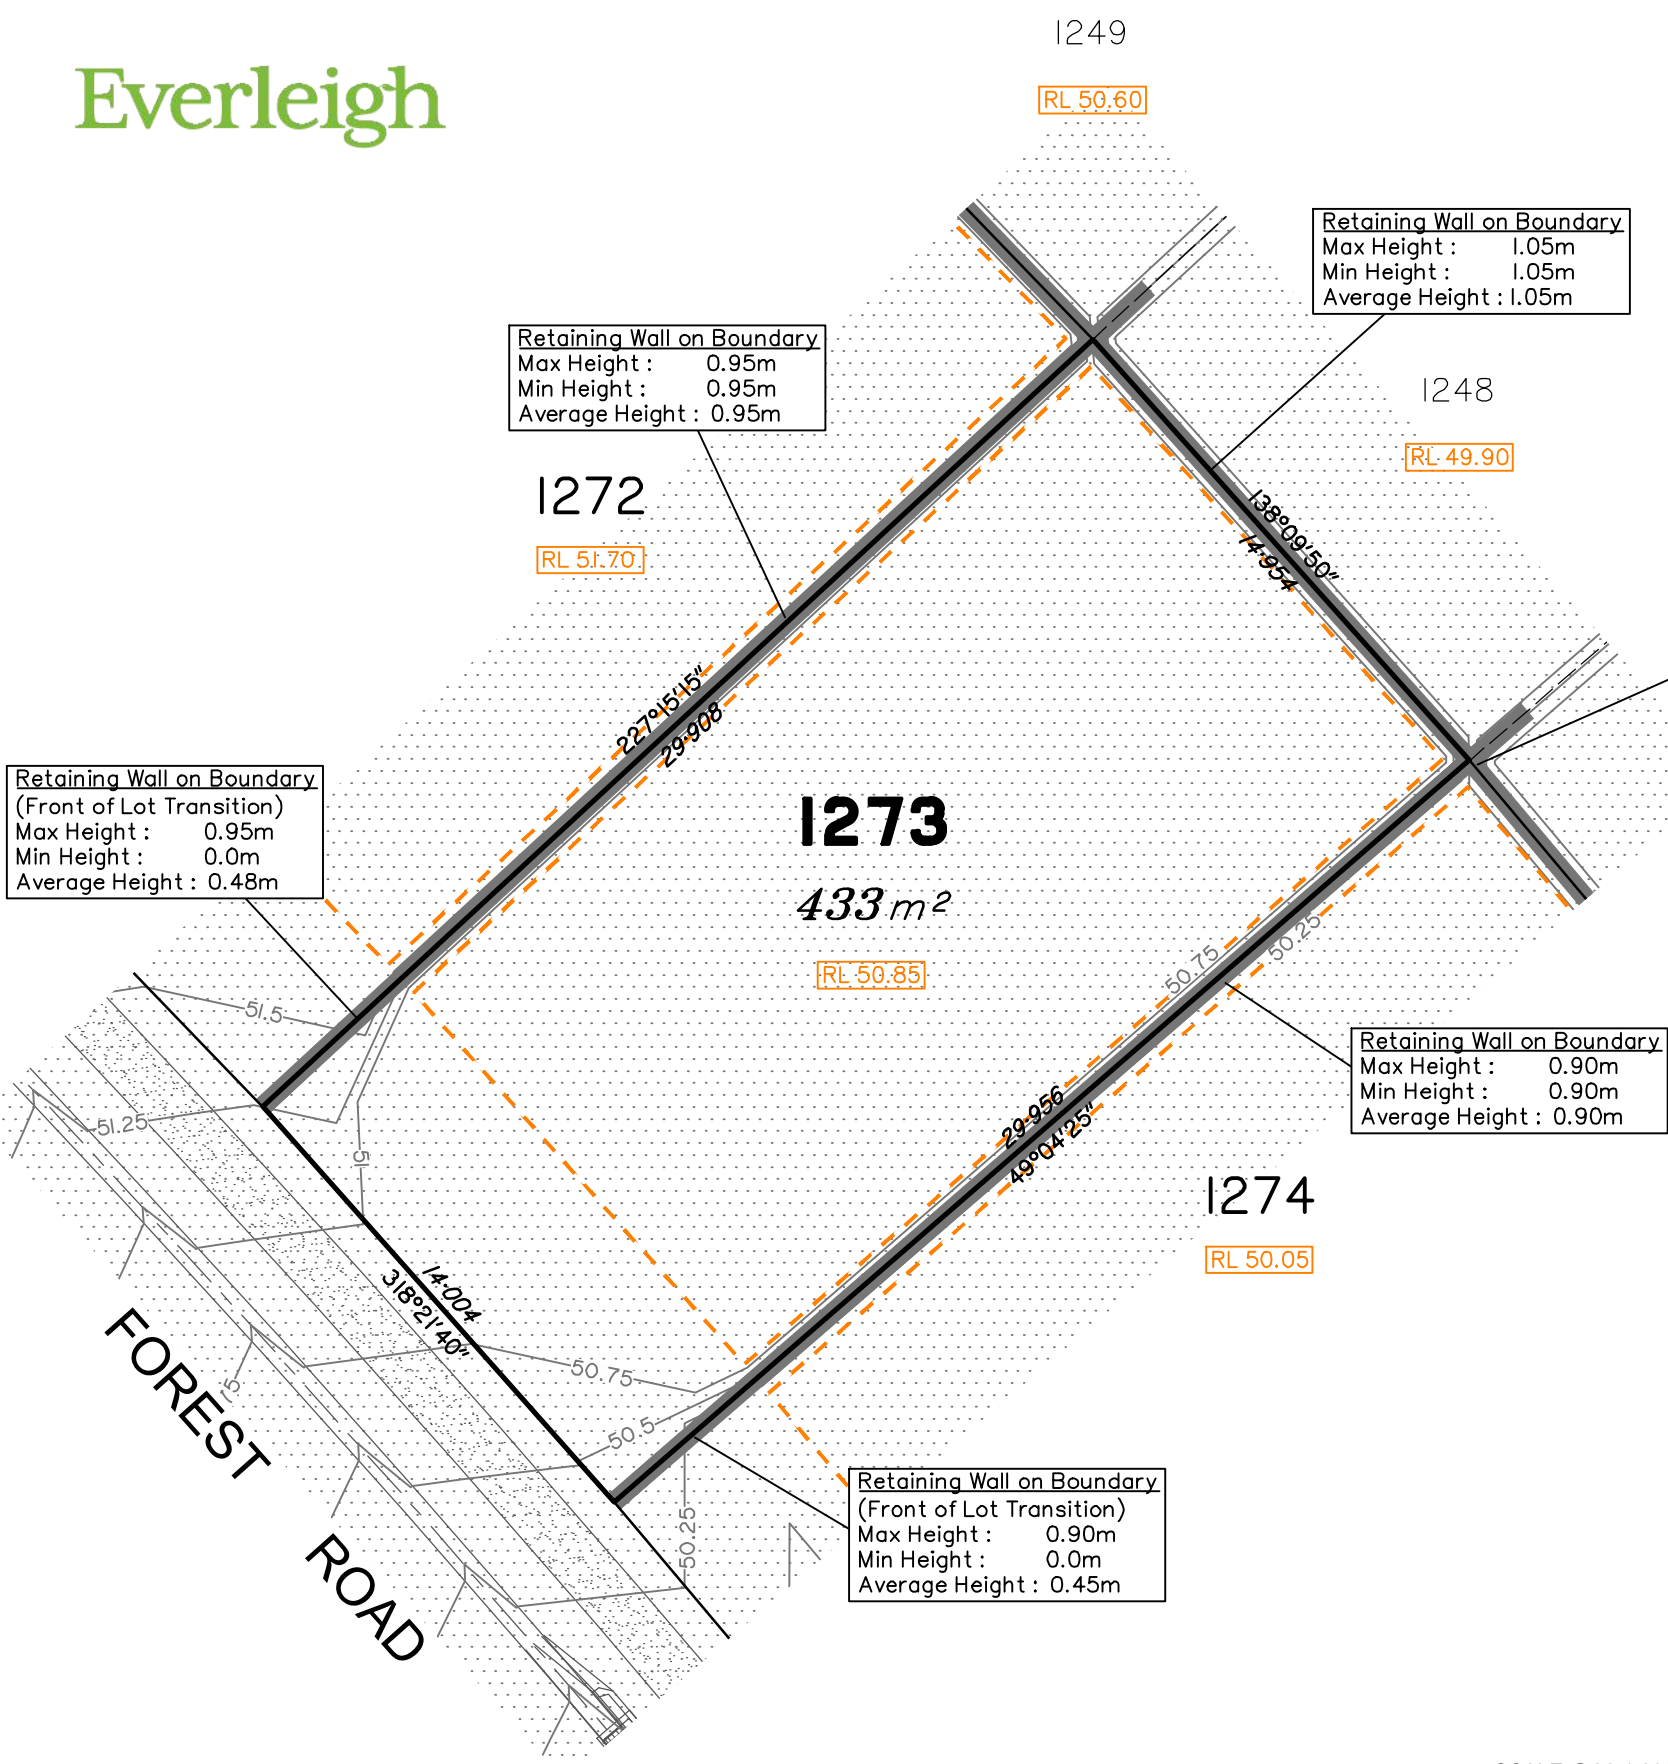 Everleigh
1249
RL 50.60
Retaining Wall on Boundary
Max Height : 1.05m
Min Height : 1.05m
Average Height : 1.05m
Retaining Wall on Boundary
Max Height : 0.95m
Min Height : 0.95m
Average Height : 0.95m
1248
RL 49.90
1272
RL 51.70
138°09'50"
14·954
227°15'15"
29·908
Retaining Wall on Boundary
(Front of Lot Transition)
Max Height : 0.95m
Min Height : 0.0m
Average Height : 0.48m
1273
433 m²
RL 50.85
50.75
50.25
51.5
51.25
51
Retaining Wall on Boundary
Max Height : 0.90m
Min Height : 0.90m
Average Height : 0.90m
29·956
49°04'25"
1274
RL 50.05
14·004
318°21'40"
50.75
50.5
50.25
51
FOREST
ROAD
Retaining Wall on Boundary
(Front of Lot Transition)
Max Height : 0.90m
Min Height : 0.0m
Average Height : 0.45m